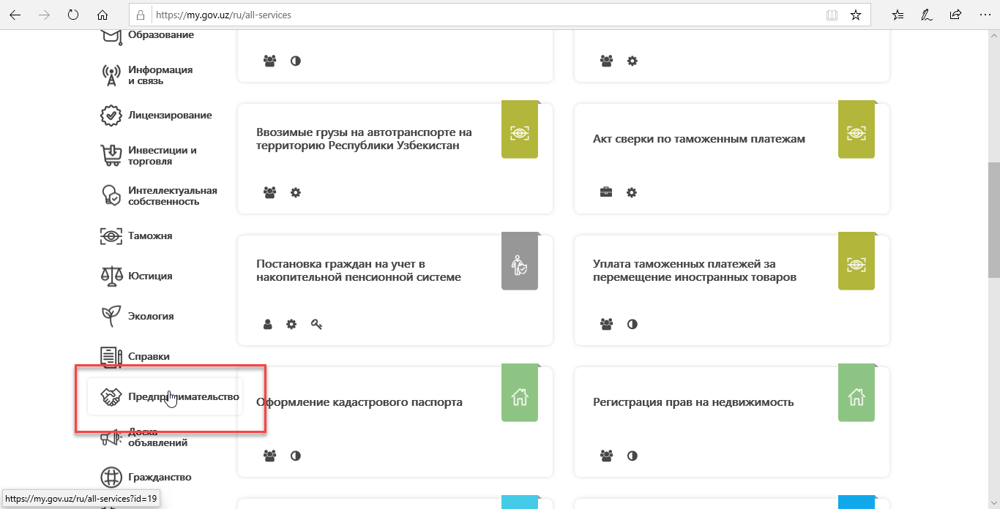 https://my.gov.uz/ru/all-services
Образование
Информация
и связь
Лицензирование
Инвестиции и
торговля
Интеллектуальная
собственность
Таможня
Юстиция
Экология
Справки
Предпринимательство
Доска
объявлений
Гражданство
Ввозимые грузы на автотранспорте на
территорию Республики Узбекистан
Акт сверки по таможенным платежам
Постановка граждан на учет в
накопительной пенсионной системе
Уплата таможенных платежей за
перемещение иностранных товаров
Оформление кадастрового паспорта
Регистрация прав на недвижимость
https://my.gov.uz/ru/all-services?id=19